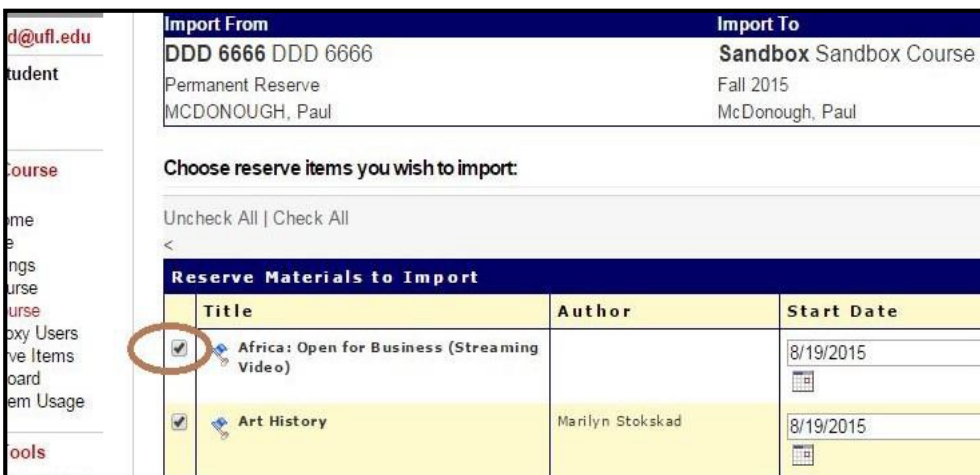 d@ufl.edu
tudent
Course
ome
e
ngs
urse
urse
oxy Users
ve Items
oard
em Usage
ools
Import From Import To
DDD 6666 DDD 6666 Sandbox Sandbox Course
Permanent Reserve Fall 2015
MCDONOUGH, Paul McDonough, Paul
Choose reserve items you wish to import:
Uncheck All | Check All
<
Reserve Materials to Import
Title Author Start Date
Africa: Open for Business (Streaming
Video) 8/19/2015
Art History Marilyn Stokskad 8/19/2015